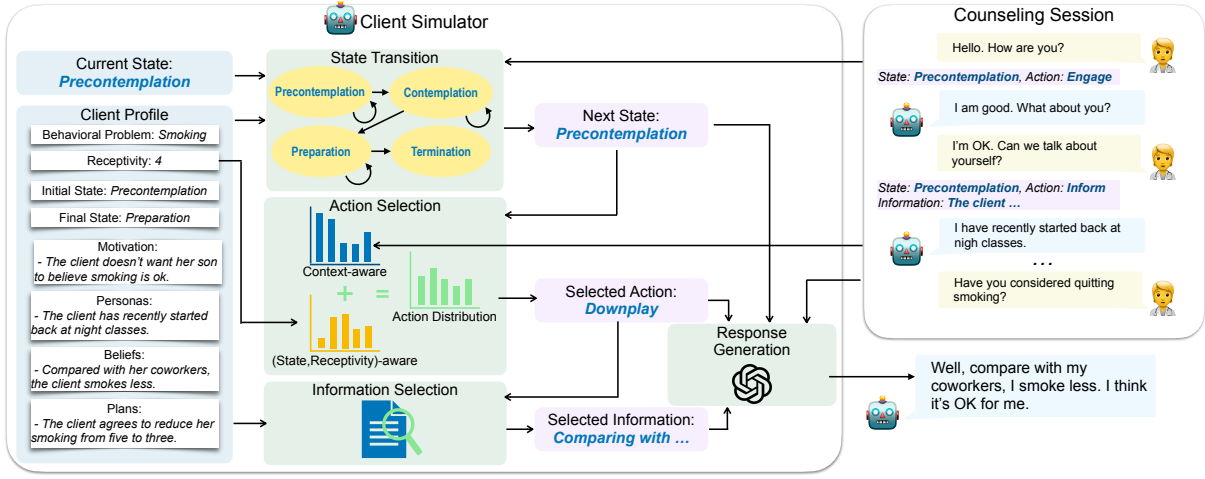 Client Simulator
Current State:
Precontemplation
Client Profile
Behavioral Problem: Smoking
Receptivity: 4
Initial State: Precontemplation
Final State: Preparation
Motivation:
- The client doesn't want her son
to believe smoking is ok.
Personas:
- The client has recently started
back at night classes.
Beliefs:
- Compared with her coworkers,
the client smokes less.
Plans:
- The client agrees to reduce her
smoking from five to three.
State Transition
Precontemplation
Contemplation
Preparation
Termination
Next State:
Precontemplation
Action Selection
Context-aware
+
=
Action Distribution
(State,Receptivity)-aware
Selected Action:
Downplay
Information Selection
Selected Information:
Comparing with ...
Response
Generation
Counseling Session
Hello. How are you?
State: Precontemplation, Action: Engage
I am good. What about you?
I'm OK. Can we talk about
yourself?
State: Precontemplation, Action: Inform
Information: The client ...
I have recently started back at
nigh classes.
...
Have you considered quitting
smoking?
Well, compare with my
coworkers, I smoke less. I think
it's OK for me.